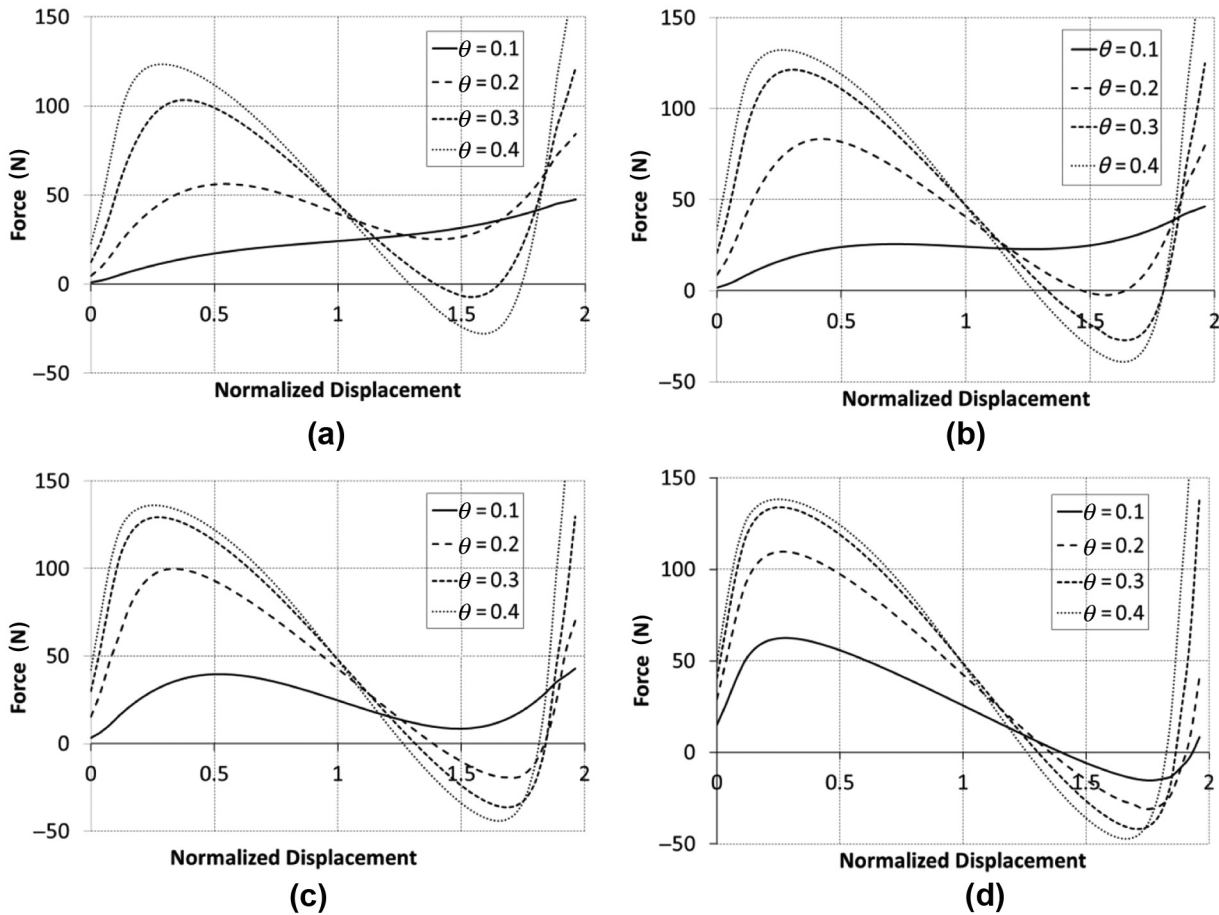 150
100
50
0
–50
Force (N)
0
0.5
1
1.5
2
Normalized Displacement
θ = 0.1
θ = 0.2
θ = 0.3
θ = 0.4
(a)
150
100
50
0
–50
Force (N)
0
0.5
1
1.5
2
Normalized Displacement
θ = 0.1
θ = 0.2
θ = 0.3
θ = 0.4
(b)
150
100
50
0
–50
Force (N)
0
0.5
1
1.5
2
Normalized Displacement
θ = 0.1
θ = 0.2
θ = 0.3
θ = 0.4
(c)
150
100
50
0
–50
Force (N)
0
0.5
1
1.5
2
Normalized Displacement
θ = 0.1
θ = 0.2
θ = 0.3
θ = 0.4
(d)